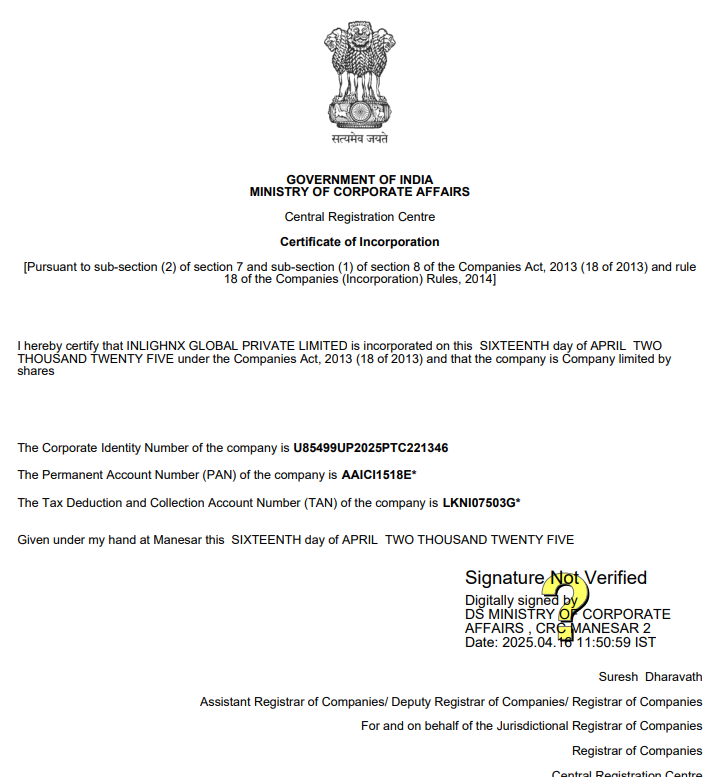 सत्यमेव जयते
GOVERNMENT OF INDIA
MINISTRY OF CORPORATE AFFAIRS
Central Registration Centre
Certificate of Incorporation
[Pursuant to sub-section (2) of section 7 and sub-section (1) of section 8 of the Companies Act, 2013 (18 of 2013) and rule
18 of the Companies (Incorporation) Rules, 2014]
I hereby certify that INLIGHNX GLOBAL PRIVATE LIMITED is incorporated on this SIXTEENTH day of APRIL TWO
THOUSAND TWENTY FIVE under the Companies Act, 2013 (18 of 2013) and that the company is Company limited by
shares
The Corporate Identity Number of the company is U85499UP2025PTC221346
The Permanent Account Number (PAN) of the company is AAICI1518E*
The Tax Deduction and Collection Account Number (TAN) of the company is LKNI07503G*
Given under my hand at Manesar this SIXTEENTH day of APRIL TWO THOUSAND TWENTY FIVE
Signature Not Verified
Digitally signed by
DS MINISTRY OF CORPORATE
AFFAIRS , CRC MANESAR 2
Date: 2025.04.16 11:50:59 IST
Suresh Dharavath
Assistant Registrar of Companies/ Deputy Registrar of Companies/ Registrar of Companies
For and on behalf of the Jurisdictional Registrar of Companies
Registrar of Companies
Central Registration Centre